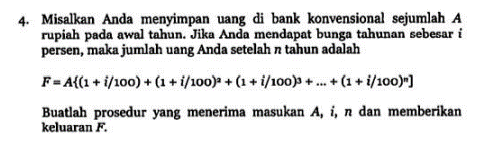 4. Misalkan Anda menyimpan uang di bank konvensional sejumlah A
rupiah pada awal tahun. Jika Anda mendapat bunga tahunan sebesar i
persen, maka jumlah uang Anda setelah n tahun adalah
F = A{(1 + i/100) + (1 + i/100)² + (1 + i/100)³ + ... + (1 + i/100)ⁿ]
Buatlah prosedur yang menerima masukan A, i, n dan memberikan
keluaran F.